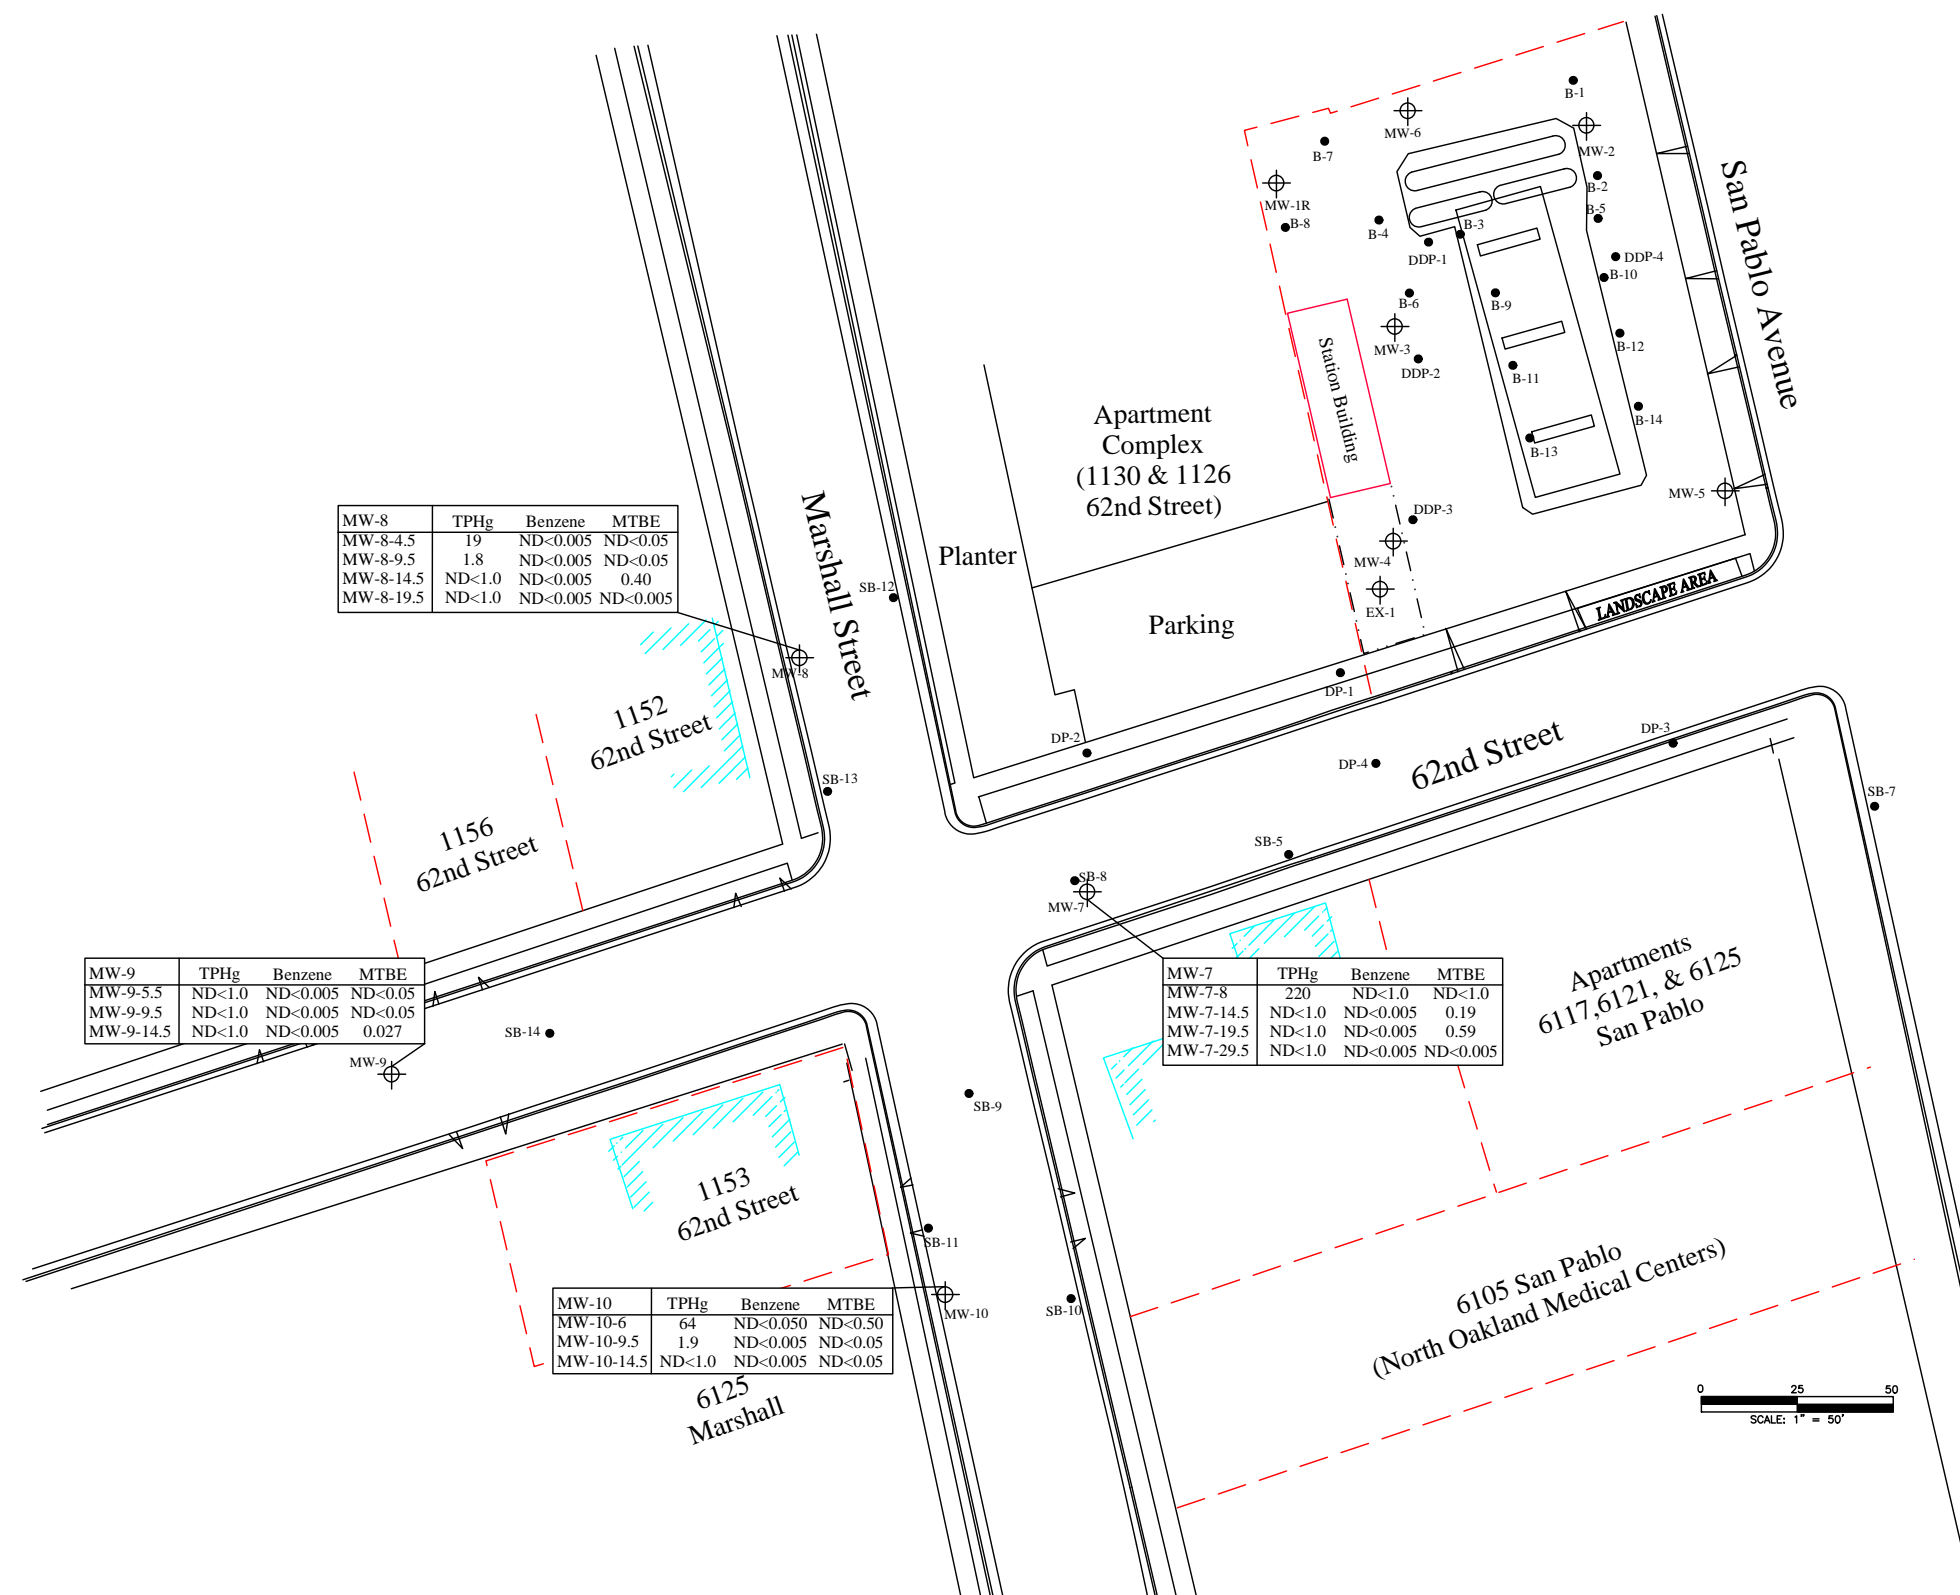 B-1
MW-6
MW-2
B-7
B-2
MW-1R
B-5
B-8
B-4
B-3
DDP-1
DDP-4
B-10
San Pablo Avenue
B-6
B-9
MW-3
B-12
DDP-2
B-11
Station Building
B-14
B-13
Apartment
Complex
(1130 & 1126
62nd Street)
MW-5
DDP-3
MW-4
EX-1
LANDSCAPE AREA
Planter
Parking
Marshall Street
SB-12
MW-8 TPHg Benzene MTBE
MW-8-4.5 19 ND<0.005 ND<0.05
MW-8-9.5 1.8 ND<0.005 ND<0.05
MW-8-14.5 ND<1.0 ND<0.005 0.40
MW-8-19.5 ND<1.0 ND<0.005 ND<0.005
MW-8
1152
62nd Street
DP-1
DP-2
DP-4
62nd Street
DP-3
SB-13
SB-7
1156
62nd Street
SB-5
SB-8
MW-7
MW-9 TPHg Benzene MTBE
MW-9-5.5 ND<1.0 ND<0.005 ND<0.05
MW-9-9.5 ND<1.0 ND<0.005 ND<0.05
MW-9-14.5 ND<1.0 ND<0.005 0.027
MW-9
SB-14
MW-7 TPHg Benzene MTBE
MW-7-8 220 ND<1.0 ND<1.0
MW-7-14.5 ND<1.0 ND<0.005 0.19
MW-7-19.5 ND<1.0 ND<0.005 0.59
MW-7-29.5 ND<1.0 ND<0.005 ND<0.005
Apartments
6117,6121, & 6125
San Pablo
SB-9
1153
62nd Street
SB-11
MW-10 TPHg Benzene MTBE
MW-10-6 64 ND<0.050 ND<0.50
MW-10-9.5 1.9 ND<0.005 ND<0.05
MW-10-14.5 ND<1.0 ND<0.005 ND<0.05
MW-10
SB-10
6105 San Pablo
(North Oakland Medical Centers)
6125
Marshall
0 25 50
SCALE: 1" = 50'